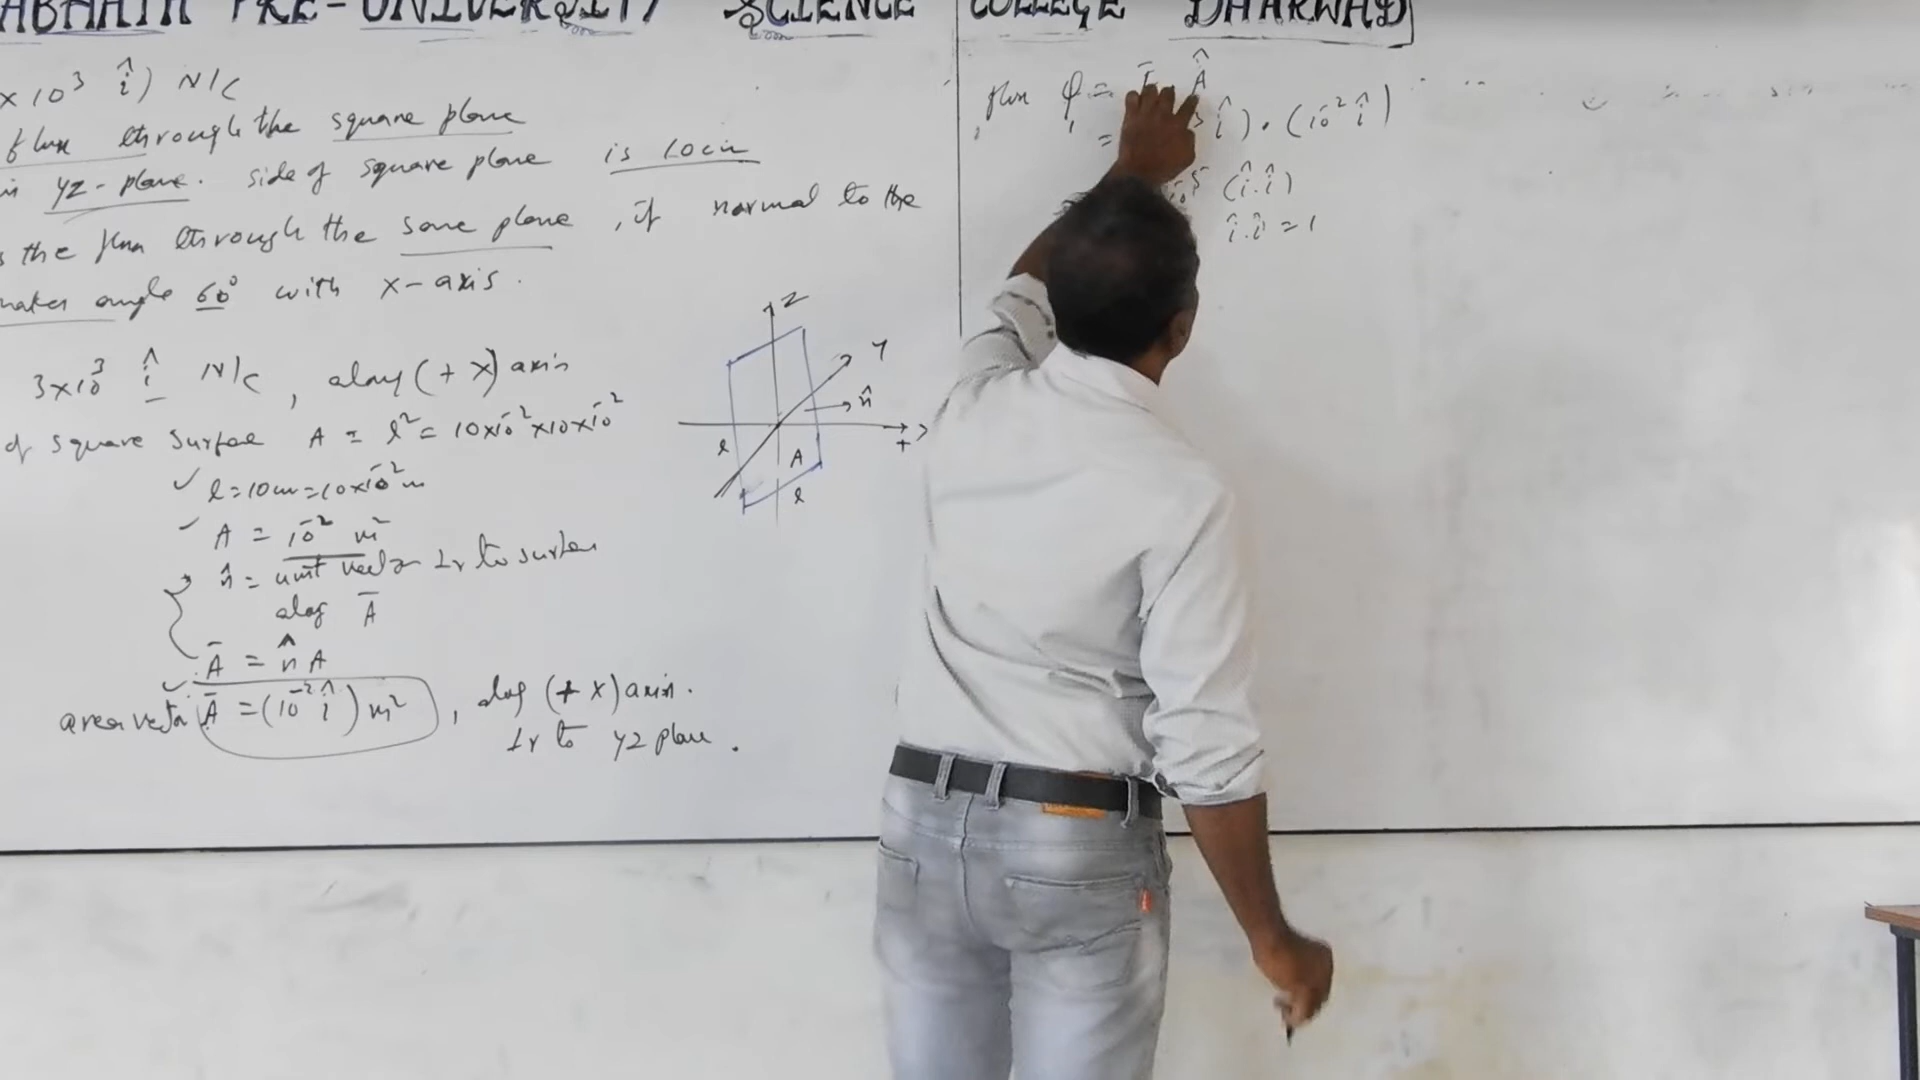 PRE-UNIVERSITY SCIENCE COLLEGE DHARWAD
×10³ î) N/C
flux through the square plane
in yz-plane. side of square plane is 10cm
the flux through the same plane, if normal to the
makes angle 60° with x-axis.
3×10³ î N/C, along (+x) axis
of square surface A = l² = 10×10⁻²×10×10⁻²
✓ l=10cm=10×10⁻²m
✓ A = 10⁻² m²
n̂ = unit vector ⊥r to surface
along A̅
A̅ = n̂ A
✓
area vector A̅ = (10⁻² î) m², along (+x) axis.
⊥r to yz plane.
Z
Y
n̂
+
l
A
l
flux φ = Â
= î) · (10⁻² î)
(î.î)
î.î = 1